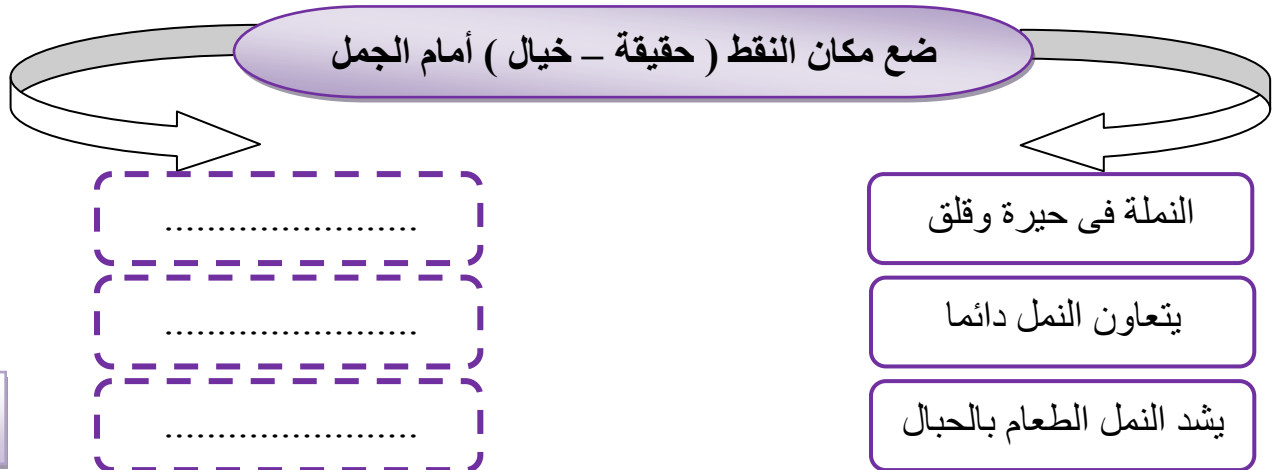 ضع مكان النقط ( حقيقة – خيال ) أمام الجمل
النملة فى حيرة وقلق
........................
يتعاون النمل دائما
........................
يشد النمل الطعام بالحبال
........................